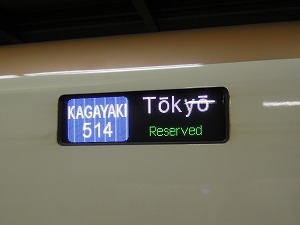 KAGAYAKI
514
Tōkyō
Reserved